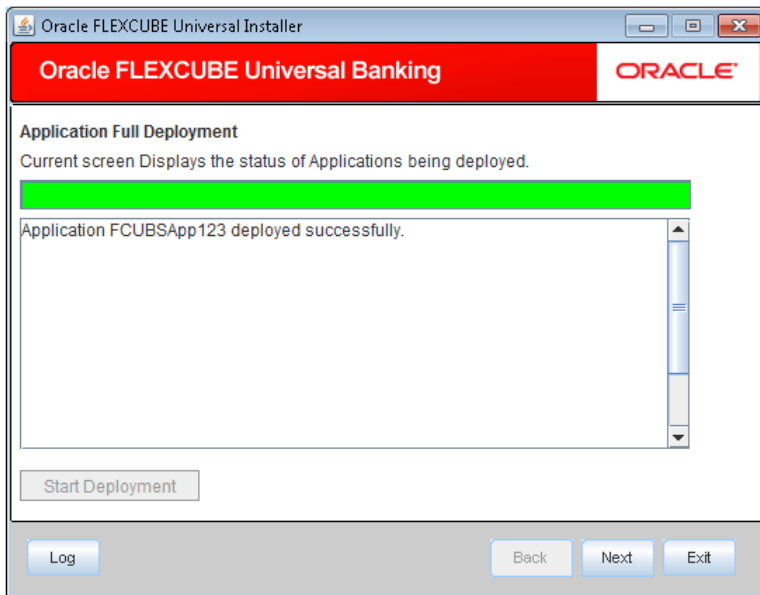 Oracle FLEXCUBE Universal Installer
Oracle FLEXCUBE Universal Banking
ORACLE
Application Full Deployment
Current screen Displays the status of Applications being deployed.
Application FCUBSApp123 deployed successfully.
Start Deployment
Log
Back
Next
Exit